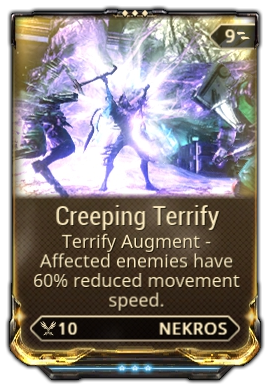 9
Creeping Terrify
Terrify Augment -
Affected enemies have
60% reduced movement
speed.
10 NEKROS